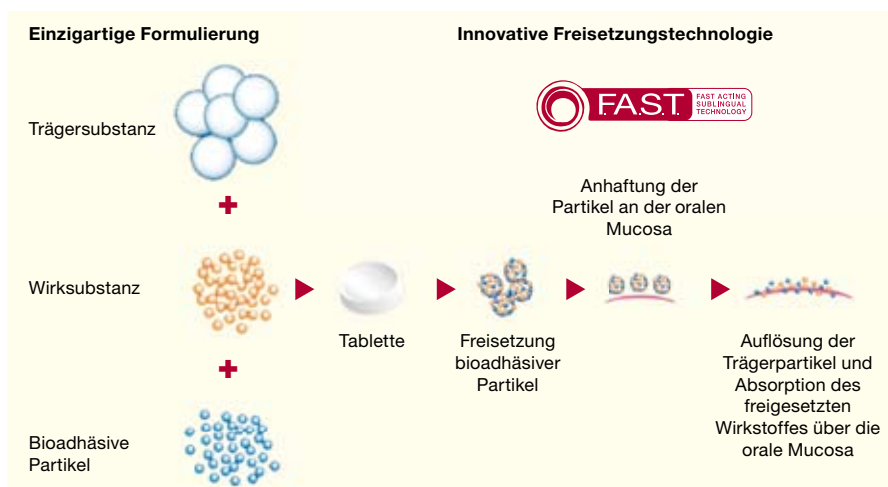 Einzigartige Formulierung
Innovative Freisetzungstechnologie
Trägersubstanz
F.A.S.T.
FAST ACTING
SUBLINGUAL
TECHNOLOGY
Anhaftung der
Partikel an der oralen
Mucosa
+
Wirksubstanz
Tablette
Freisetzung
bioadhäsiver
Partikel
Auflösung der
Trägerpartikel und
Absorption des
freigesetzten
Wirkstoffes über die
orale Mucosa
+
Bioadhäsive
Partikel